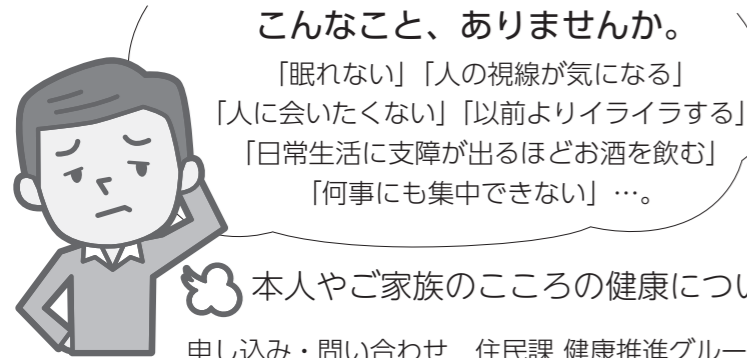 こんなこと、ありませんか。
「眠れない」「人の視線が気になる」
「人に会いたくない」「以前よりイライラする」
「日常生活に支障が出るほどお酒を飲む」
「何事にも集中できない」…。
本人やご家族のこころの健康につい
申し込み・問い合わせ　住民課 健康推進グルー